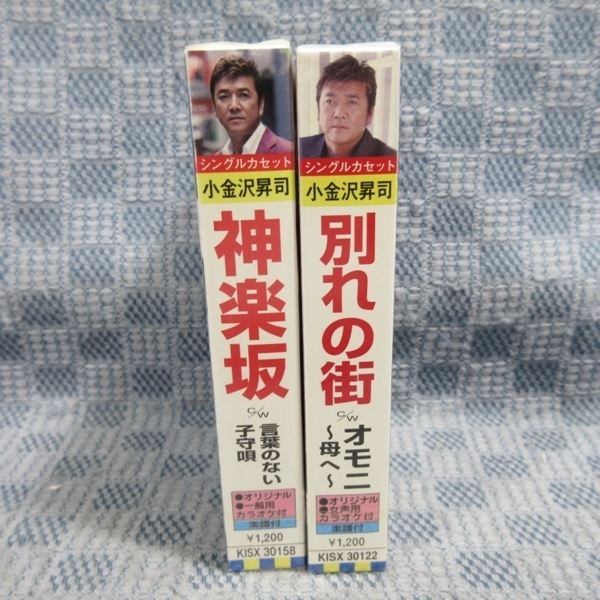 シングルカセット
小金沢昇司
神楽坂
c/w
言葉のない
子守唄
●オリジナル
●一般用
カラオケ付
楽譜付
¥1,200
KISX 30158
シングルカセット
小金沢昇司
別れの街
c/w
オモニ
〜母へ〜
●オリジナル
●女声用
カラオケ付
楽譜付
¥1,200
KISX 30122